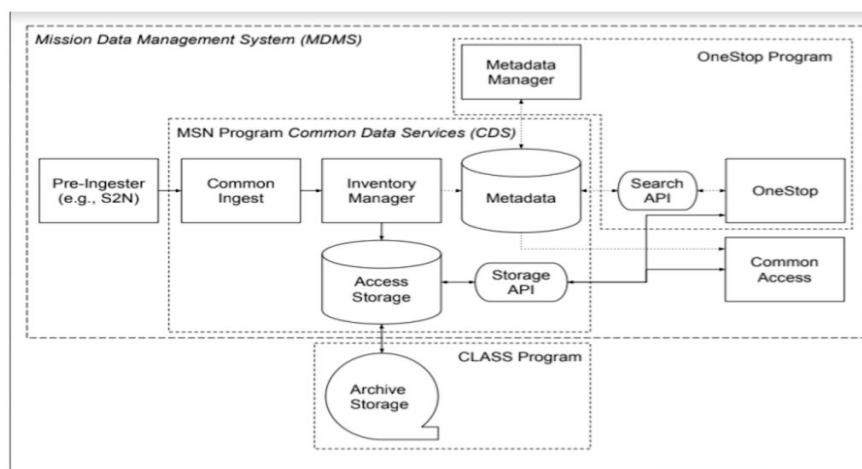 Mission Data Management System (MDMS)
Metadata
Manager
OneStop Program
MSN Program Common Data Services (CDS)
Pre-Ingester
(e.g., S2N)
Common
Ingest
Inventory
Manager
Metadata
Search
API
OneStop
Access
Storage
Storage
API
Common
Access
CLASS Program
Archive
Storage